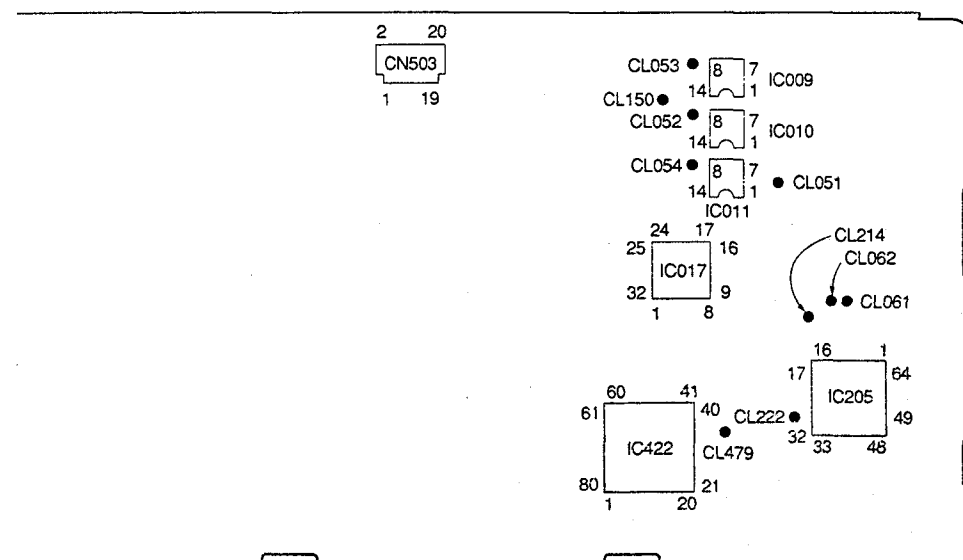 2 20
CN503
1 19
CL053 8 7 IC009
14 1
CL150
CL052 8 7 IC010
14 1
CL054 8 7
14 1 CL051
IC011
24 17
25 16
IC017
32 9
1 8
CL214
CL062
CL061
16 1
17 64
IC205
49
32
33 48
60 41
61 40
CL222
IC422
CL479
80 21
1 20